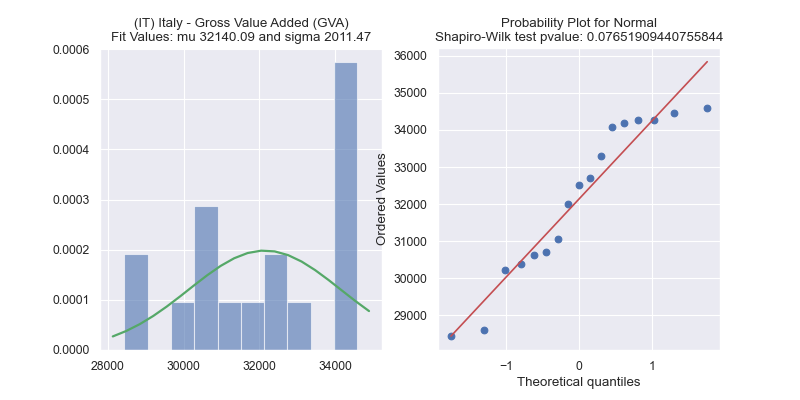 (IT) Italy - Gross Value Added (GVA)
Fit Values: mu 32140.09 and sigma 2011.47
0.0006
0.0005
0.0004
0.0003
0.0002
0.0001
0.0000
28000 30000 32000 34000
Probability Plot for Normal
Shapiro-Wilk test pvalue: 0.07651909440755844
Ordered Values
36000
35000
34000
33000
32000
31000
30000
29000
−1 0 1
Theoretical quantiles